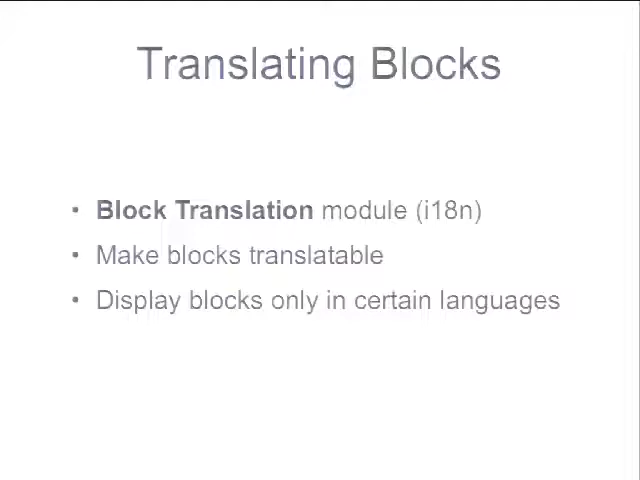 Translating Blocks
• Block Translation module (i18n)
• Make blocks translatable
• Display blocks only in certain languages